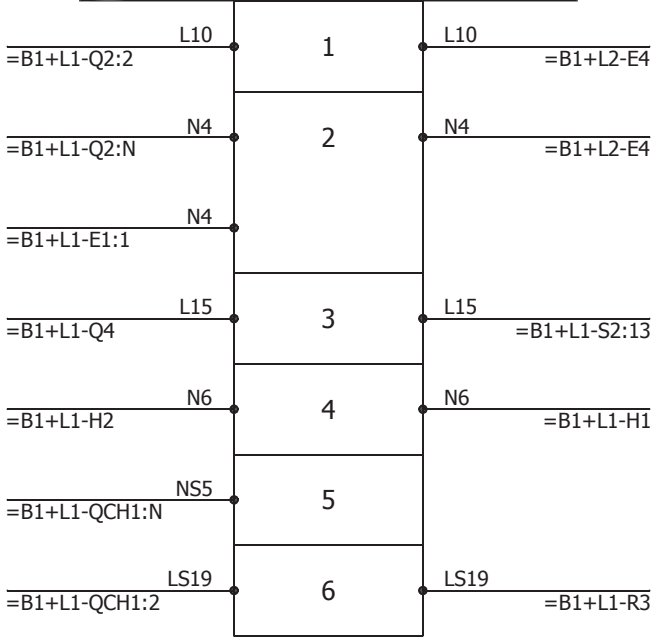 L10 1 L10
=B1+L1-Q2:2 =B1+L2-E4
N4 2 N4
=B1+L1-Q2:N =B1+L2-E4
N4
=B1+L1-E1:1
L15 3 L15
=B1+L1-Q4 =B1+L1-S2:13
N6 4 N6
=B1+L1-H2 =B1+L1-H1
NS5 5
=B1+L1-QCH1:N
LS19 6 LS19
=B1+L1-QCH1:2 =B1+L1-R3